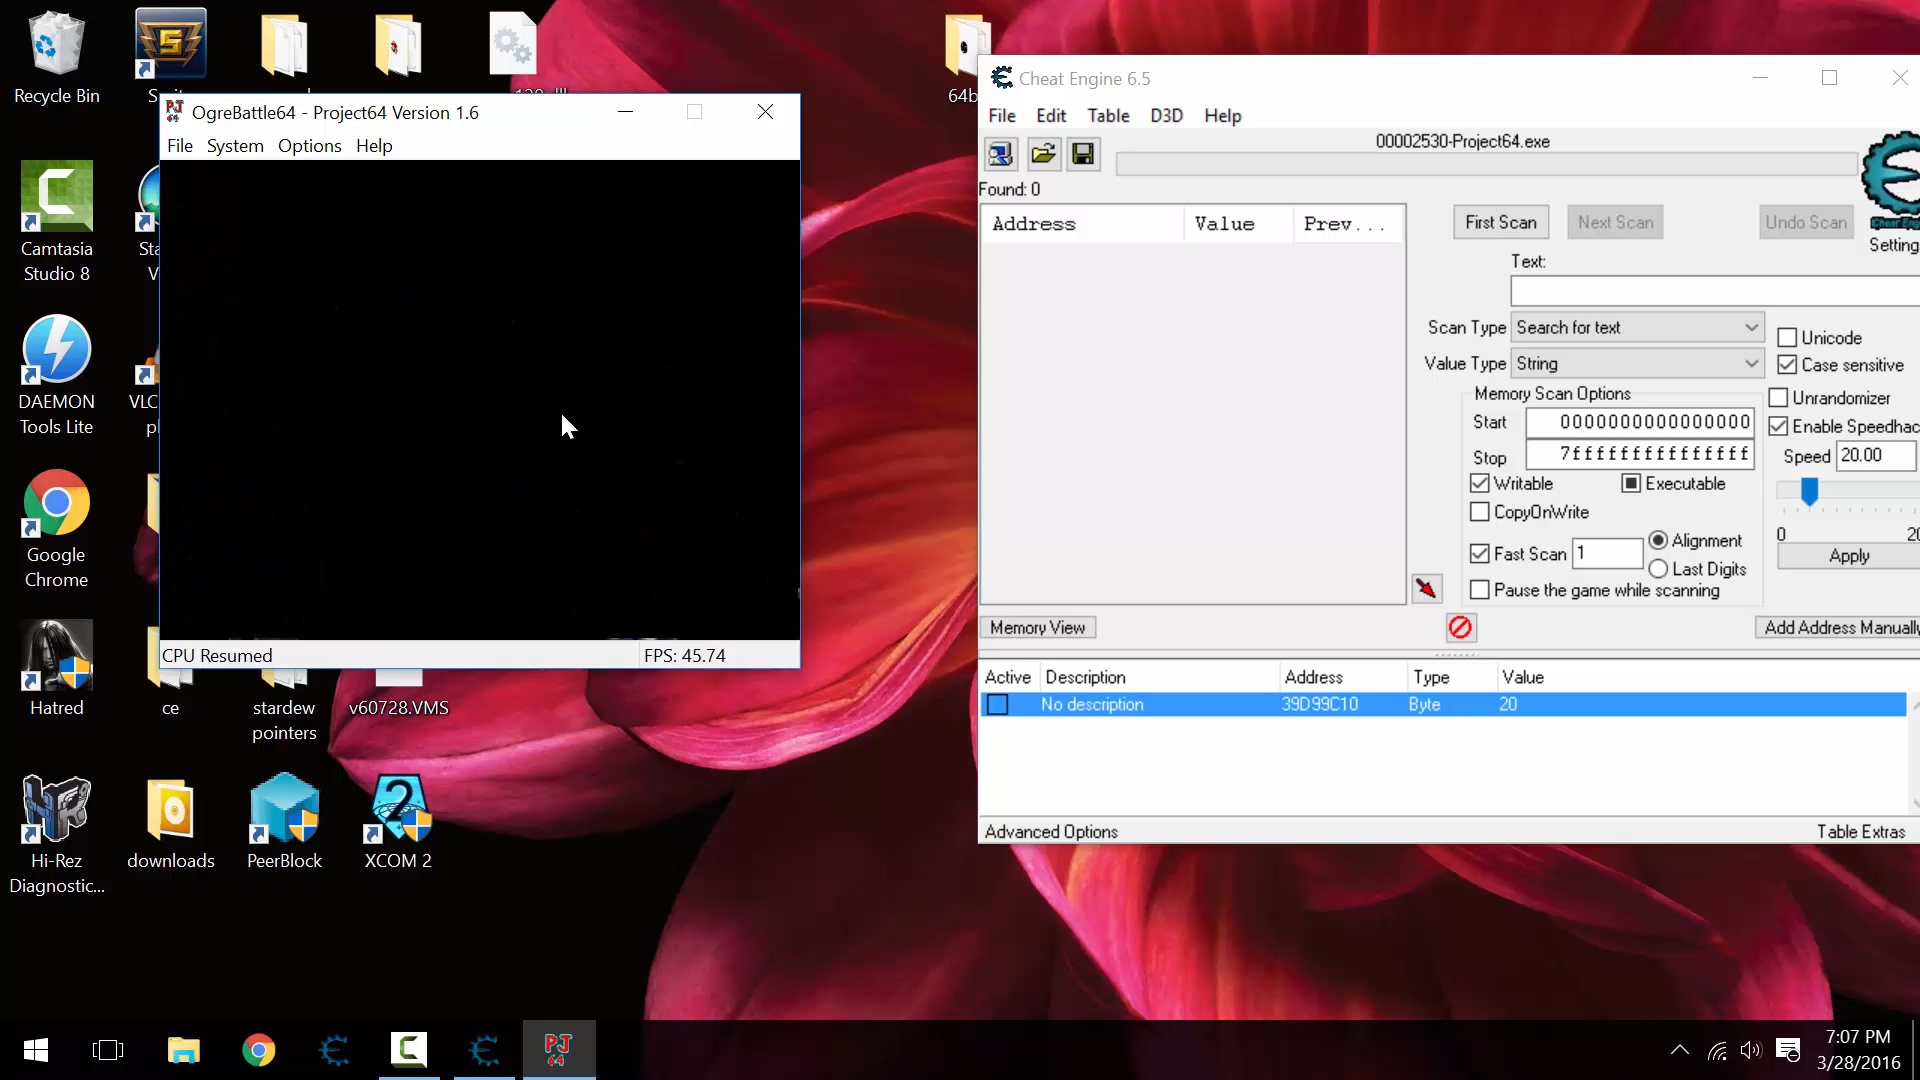 Recycle Bin
Camtasia
Studio 8
DAEMON
Tools Lite
VLC
Google
Chrome
Hatred
ce
stardew
pointers
v60728.VMS
Hi-Rez
Diagnostic...
downloads
PeerBlock
XCOM 2
64b
OgreBattle64 - Project64 Version 1.6
File System Options Help
CPU Resumed
FPS: 45.74
Cheat Engine 6.5
File Edit Table D3D Help
00002530-Project64.exe
Found: 0
Address Value Prev...
First Scan Next Scan Undo Scan
Cheat Eng
Setting
Text:
Scan Type Search for text
Unicode
Value Type String
Case sensitive
Memory Scan Options
Start 0000000000000000
Stop 7fffffffffffffff
Writable Executable
CopyOnWrite
Fast Scan 1
Alignment
Last Digits
Pause the game while scanning
Unrandomizer
Enable Speedhac
Speed 20.00
0 20
Apply
Memory View
Add Address Manually
Active Description Address Type Value
No description 39D99C10 Byte 20
Advanced Options
Table Extras
7:07 PM
3/28/2016